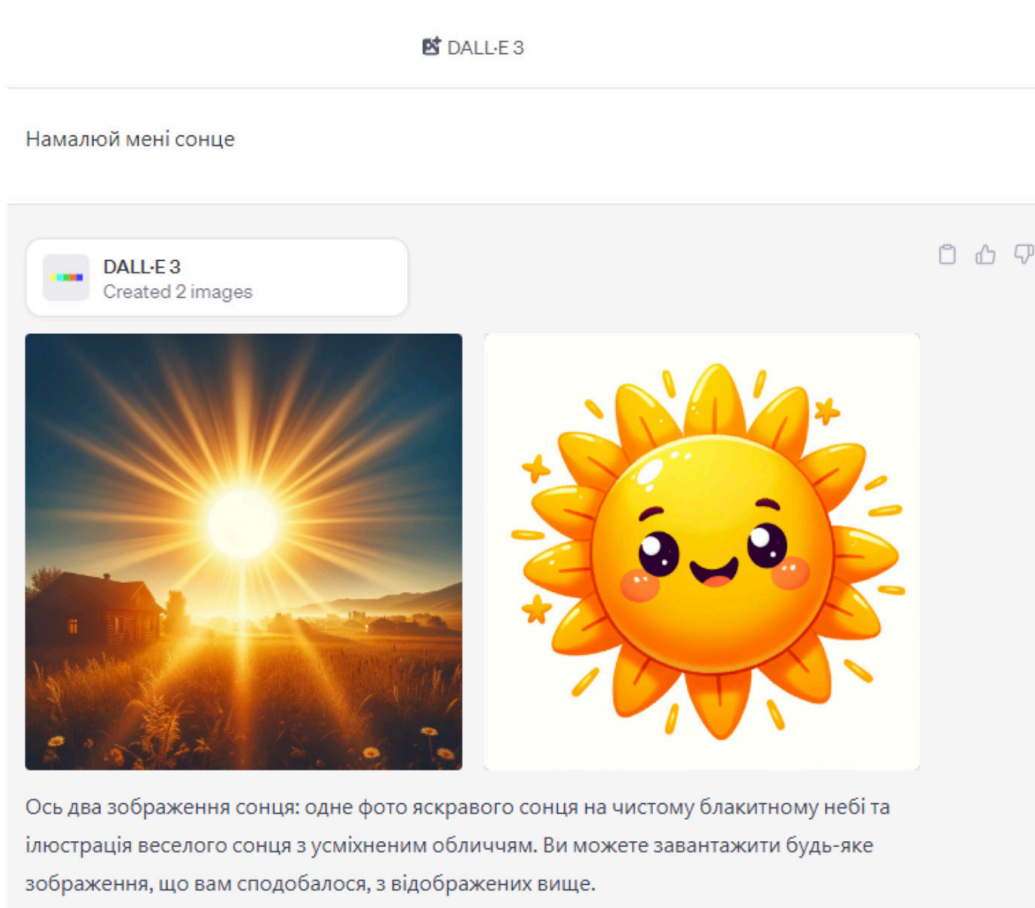 DALL·E 3
Намалюй мені сонце
DALL·E 3
Created 2 images
Ось два зображення сонця: одне фото яскравого сонця на чистому блакитному небі та
ілюстрація веселого сонця з усміхненим обличчям. Ви можете завантажити будь-яке
зображення, що вам сподобалося, з відображених вище.